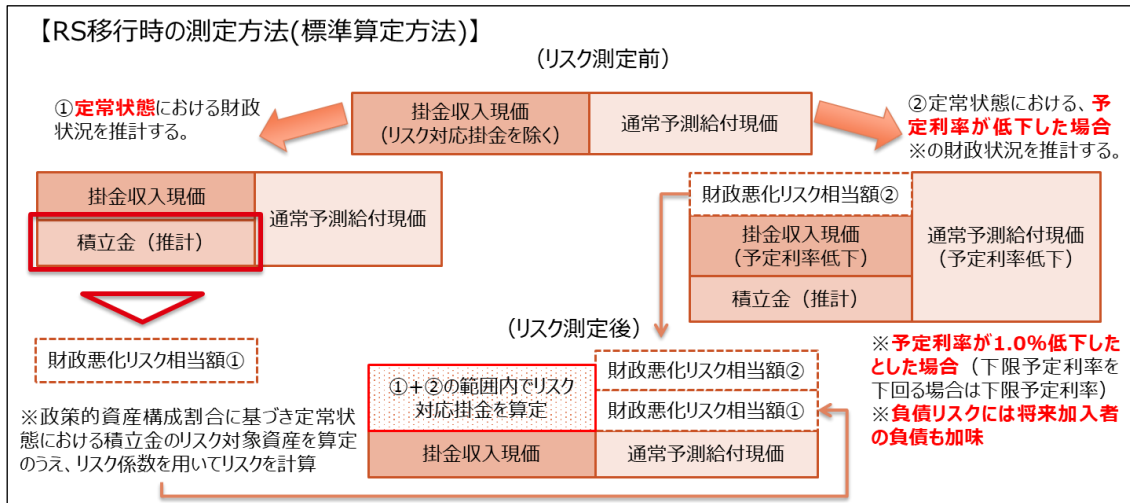 【RS移行時の測定方法(標準算定方法)】
（リスク測定前）
①定常状態における財政
状況を推計する。
掛金収入現価
(リスク対応掛金を除く)
通常予測給付現価
②定常状態における、予
定利率が低下した場合
※の財政状況を推計する。
掛金収入現価
積立金（推計）
通常予測給付現価
財政悪化リスク相当額②
掛金収入現価
(予定利率低下)
積立金（推計）
通常予測給付現価
(予定利率低下)
財政悪化リスク相当額①
※政策的資産構成割合に基づき定常状
態における積立金のリスク対象資産を算定
のうえ、リスク係数を用いてリスクを計算
（リスク測定後）
①+②の範囲内でリスク
対応掛金を算定
掛金収入現価
財政悪化リスク相当額②
財政悪化リスク相当額①
通常予測給付現価
※予定利率が1.0%低下した
とした場合（下限予定利率を
下回る場合は下限予定利率）
※負債リスクには将来加入者
の負債も加味